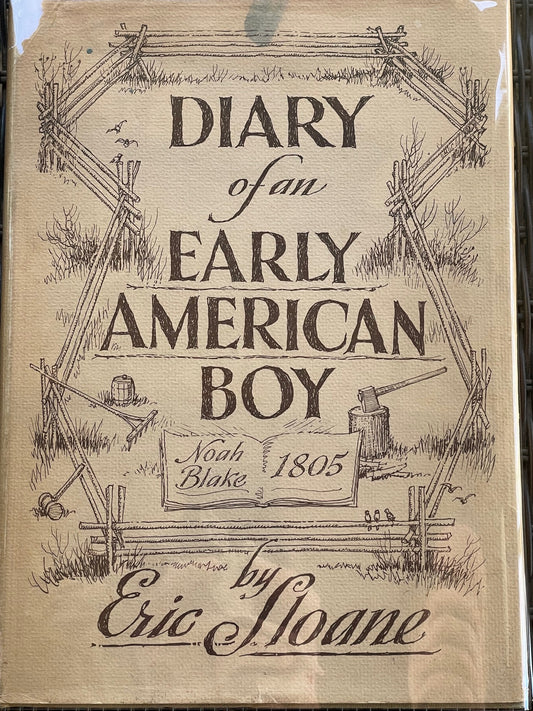 DIARY
of an
EARLY
AMERICAN
BOY
Noah 1805
Blake
by
Eric Sloane